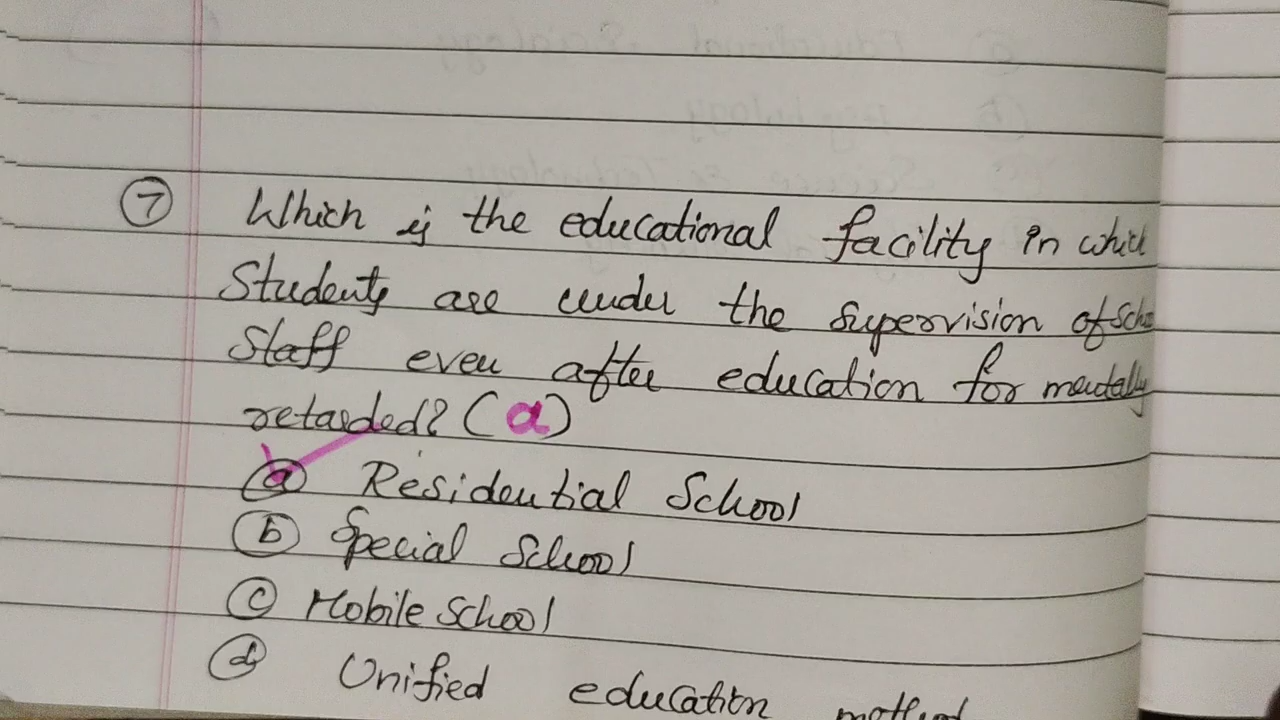 ⑦ Which is the educational facility in which
Students are under the supervision of Scho
Staff even after education for mentally
retarded? (a)
ⓐ Residential School
ⓑ Special School
ⓒ Mobile School
ⓓ Unified education method